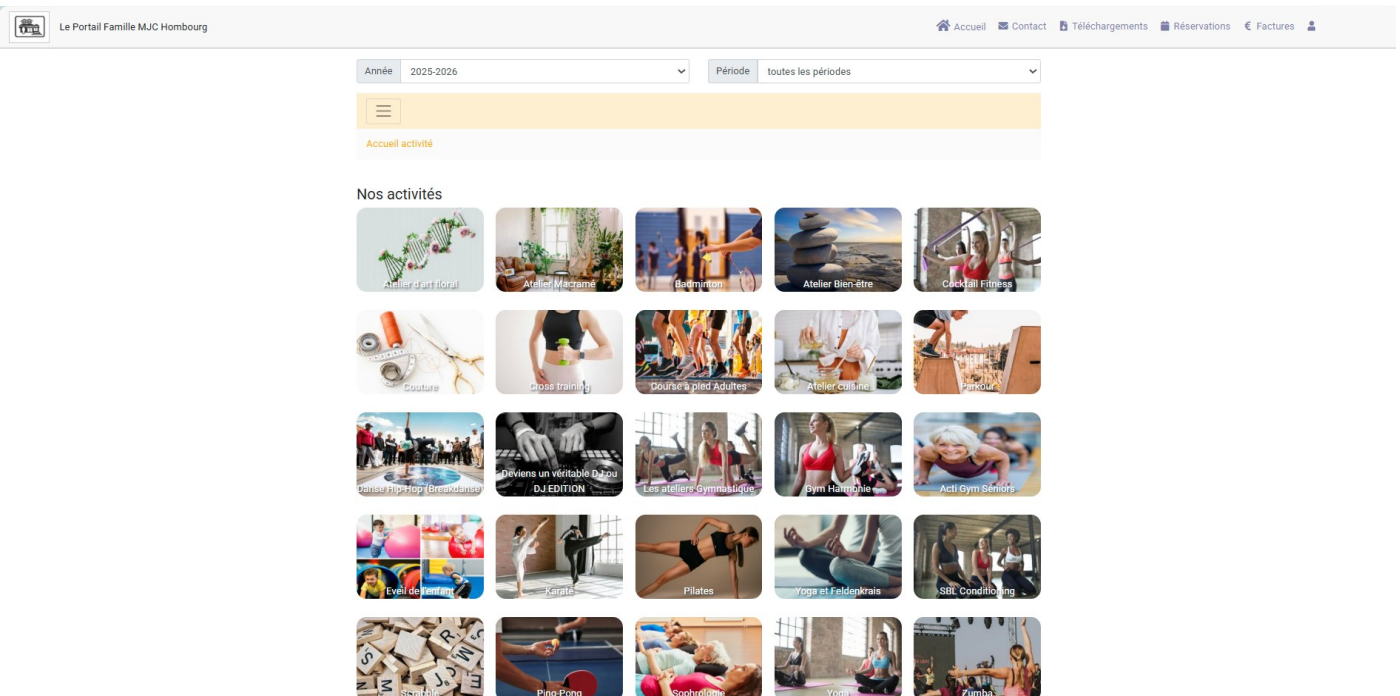 Le Portail Famille MJC Hombourg
Accueil Contact Téléchargements Réservations € Factures
Année 2025-2026 Période toutes les périodes
Accueil activité
Nos activités
Atelier d'art floral
Atelier Macramé
Badminton
Atelier Bien-être
Cocktail Fitness
Couture
Cross training
Course à pied Adultes
Atelier cuisine
Parkour
Danse Hip-Hop (Breakdanse
Deviens un véritable DJ ou
DJ EDITION
Les ateliers Gymnastique
Gym Harmonie
Acti Gym Séniors
Eveil de l'enfant
Karaté
Pilates
Yoga et Feldenkrais
SBL Conditioning
Scrabble
Ping-Pong
Sophrologie
Yoga
Zumba